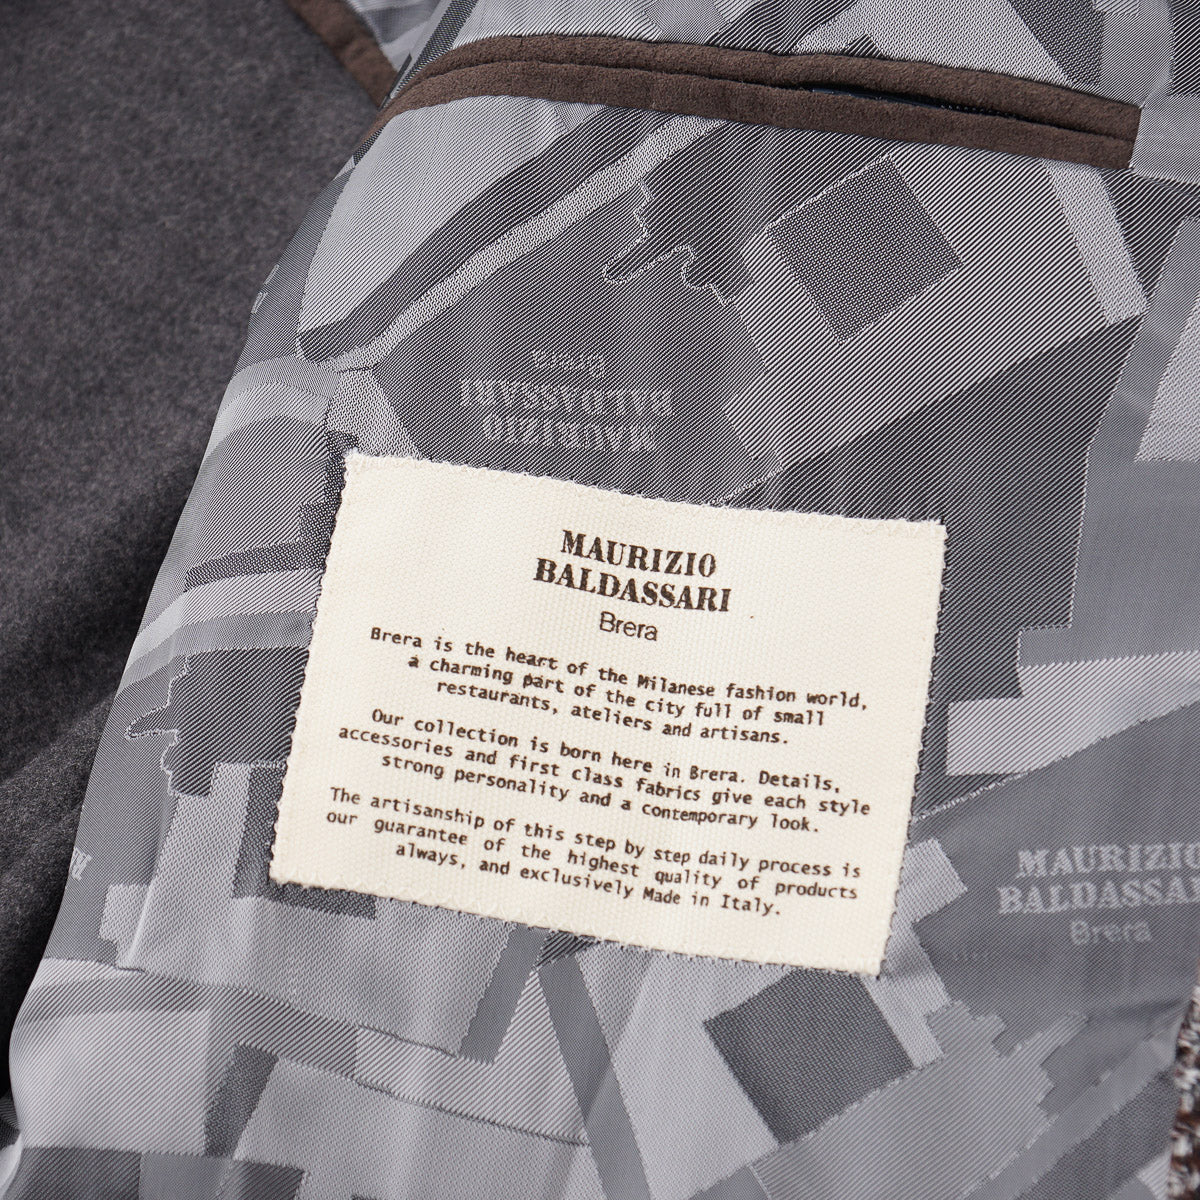 Brera
BALDASSARI
MAURIZIO
MAURIZIO
BALDASSARI
Brera
Brera is the heart of the Milanese fashion world,
a charming part of the city full of small
restaurants, ateliers and artisans.
Our collection is born here in Brera. Details,
accessories and first class fabrics give each style
strong personality and a contemporary look.
The artisanship of this step by step daily process is
our guarantee of the highest quality of products
always, and exclusively Made in Italy.
MAURIZIO
BALDASSARI
Brera